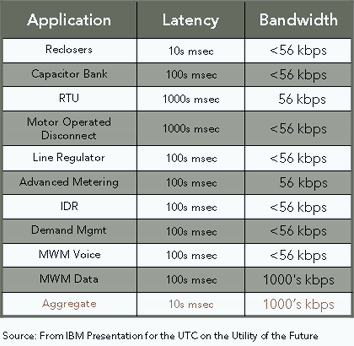 Application Latency Bandwidth
Reclosers 10s msec <56 kbps
Capacitor Bank 100s msec <56 kbps
RTU 1000s msec 56 kbps
Motor Operated
Disconnect 1000s msec <56 kbps
Line Regulator 100s msec <56 kbps
Advanced Metering 100s msec 56 kbps
IDR 100s msec <56 kbps
Demand Mgmt 100s msec <56 kbps
MWM Voice 100s msec <56 kbps
MWM Data 100s msec 1000's kbps
Aggregate 10s msec 1000's kbps
Source: From IBM Presentation for the UTC on the Utility of the Future